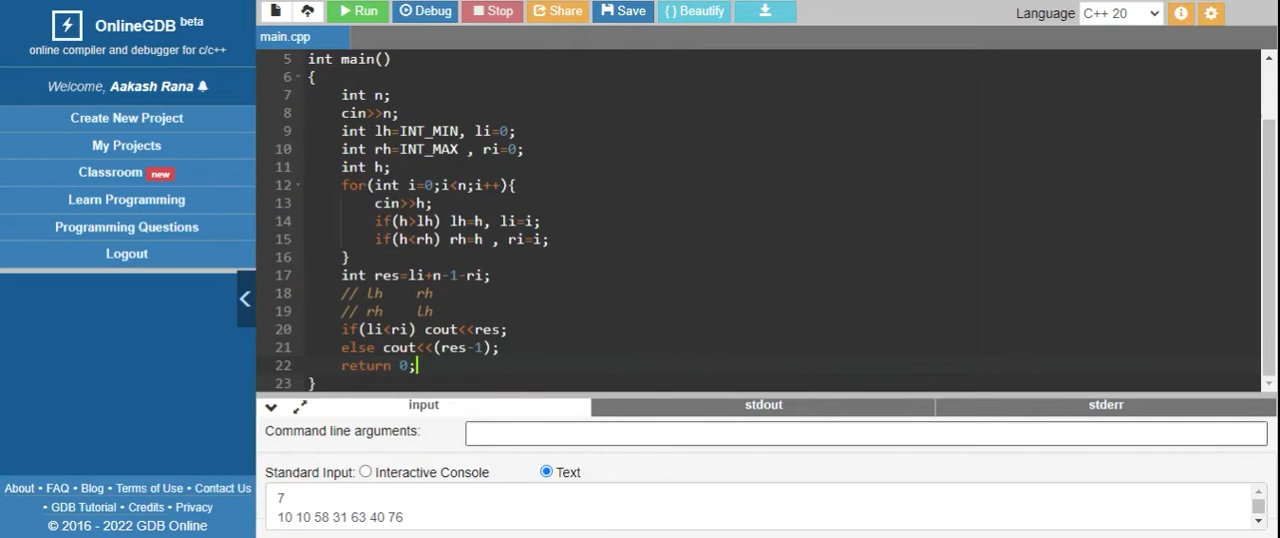 OnlineGDB beta
online compiler and debugger for c/c++
Welcome, Aakash Rana
Create New Project
My Projects
Classroom new
Learn Programming
Programming Questions
Logout
About • FAQ • Blog • Terms of Use • Contact Us
• GDB Tutorial • Credits • Privacy
© 2016 - 2022 GDB Online
Run Debug Stop Share Save { } Beautify
Language C++ 20
main.cpp
5 int main()
6 {
7 int n;
8 cin>>n;
9 int lh=INT_MIN, li=0;
10 int rh=INT_MAX , ri=0;
11 int h;
12 for(int i=0;i<n;i++){
13 cin>>h;
14 if(h>lh) lh=h, li=i;
15 if(h<rh) rh=h , ri=i;
16 }
17 int res=li+n-1-ri;
18 // lh rh
19 // rh lh
20 if(li<ri) cout<<res;
21 else cout<<(res-1);
22 return 0;
23 }
input stdout stderr
Command line arguments:
Standard Input: Interactive Console Text
7
10 10 58 31 63 40 76